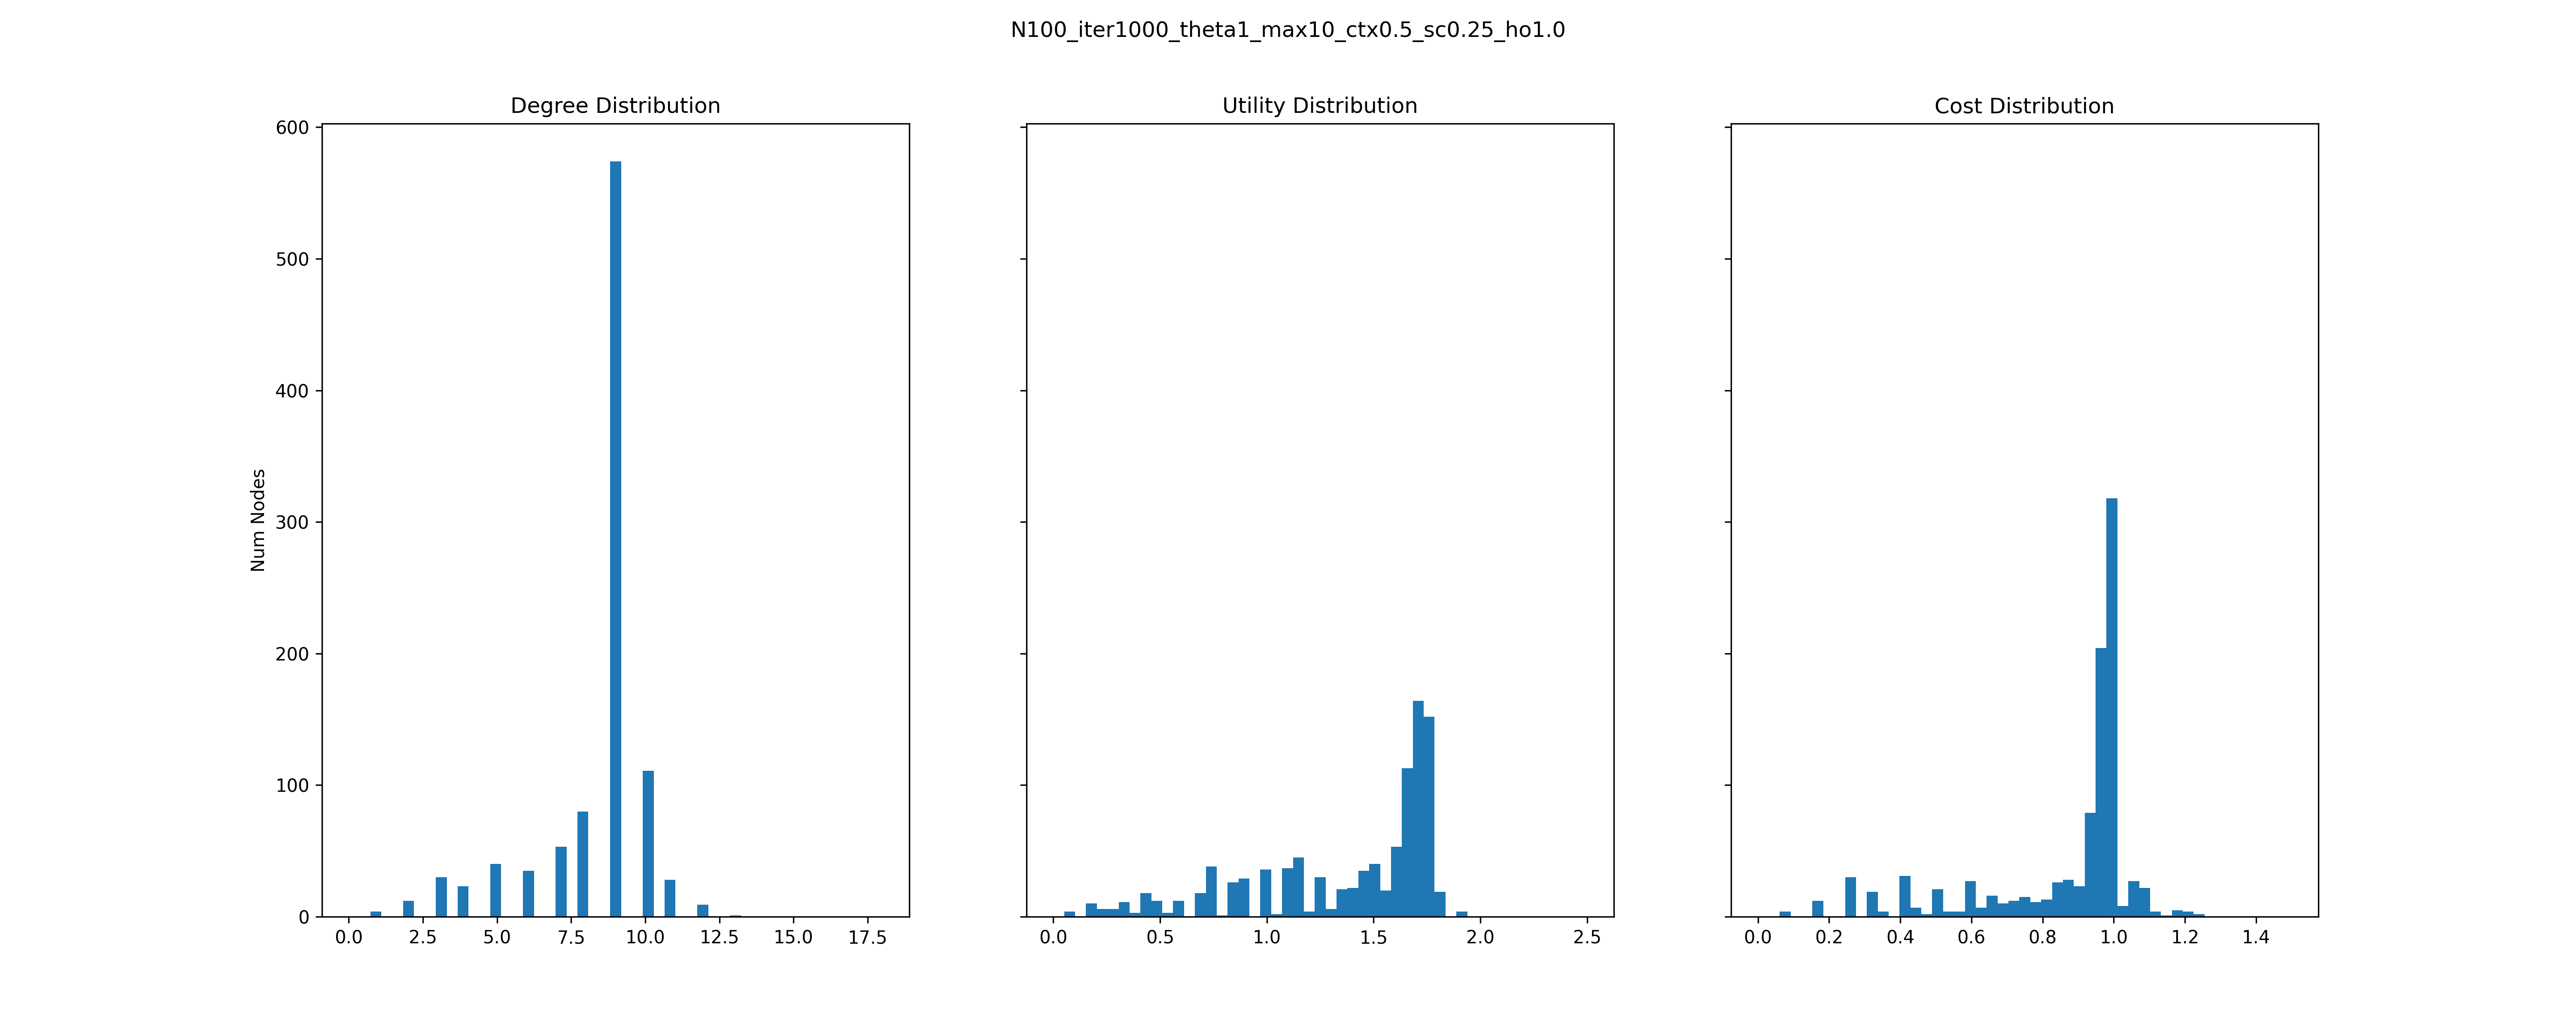 N100_iter1000_theta1_max10_ctx0.5_sc0.25_ho1.0
Degree Distribution
Utility Distribution
Cost Distribution
Num Nodes
600
500
400
300
200
100
0
0.0 2.5 5.0 7.5 10.0 12.5 15.0 17.5
0.0 0.5 1.0 1.5 2.0 2.5
0.0 0.2 0.4 0.6 0.8 1.0 1.2 1.4